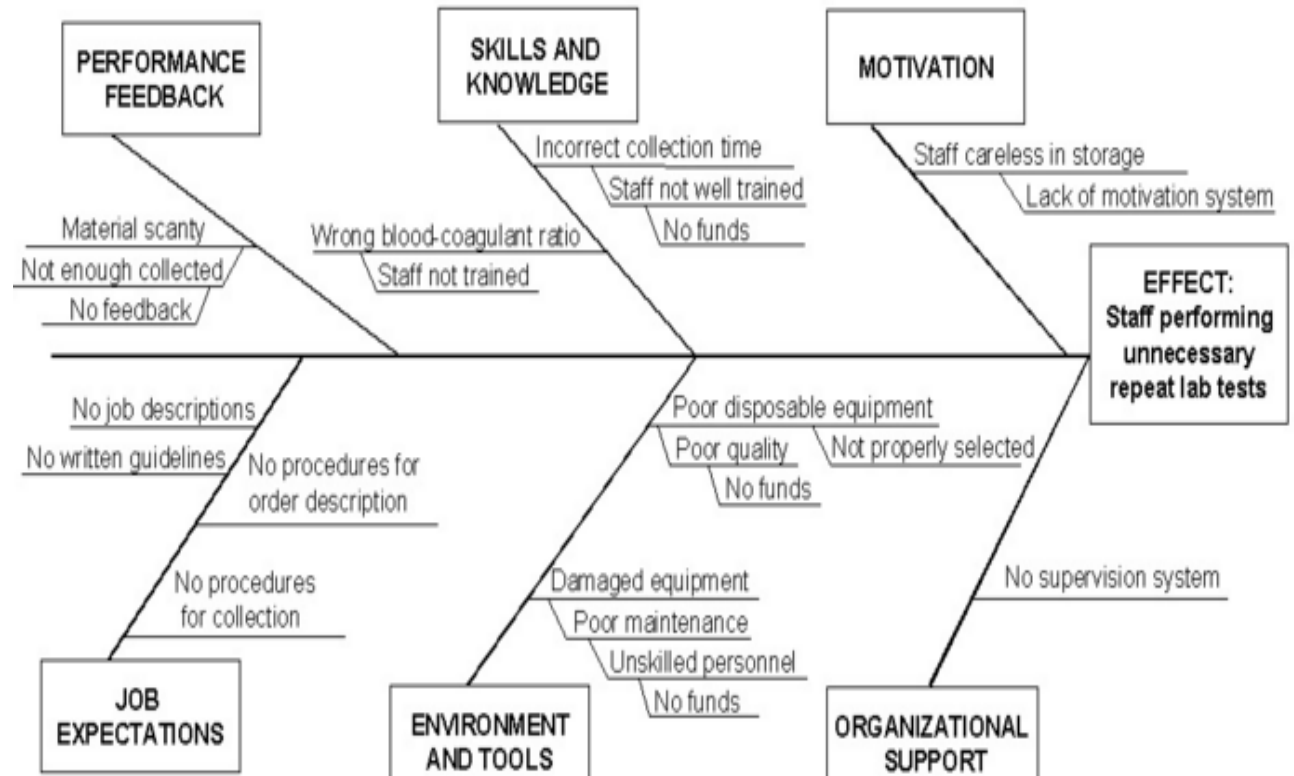 PERFORMANCE
FEEDBACK
SKILLS AND
KNOWLEDGE
MOTIVATION
Incorrect collection time
Staff not well trained
No funds
Staff careless in storage
Lack of motivation system
Material scanty
Not enough collected
No feedback
Wrong blood-coagulant ratio
Staff not trained
EFFECT:
Staff performing
unnecessary
repeat lab tests
No job descriptions
No written guidelines
No procedures for
order description
No procedures
for collection
Poor disposable equipment
Poor quality
Not properly selected
No funds
Damaged equipment
Poor maintenance
Unskilled personnel
No funds
No supervision system
JOB
EXPECTATIONS
ENVIRONMENT
AND TOOLS
ORGANIZATIONAL
SUPPORT